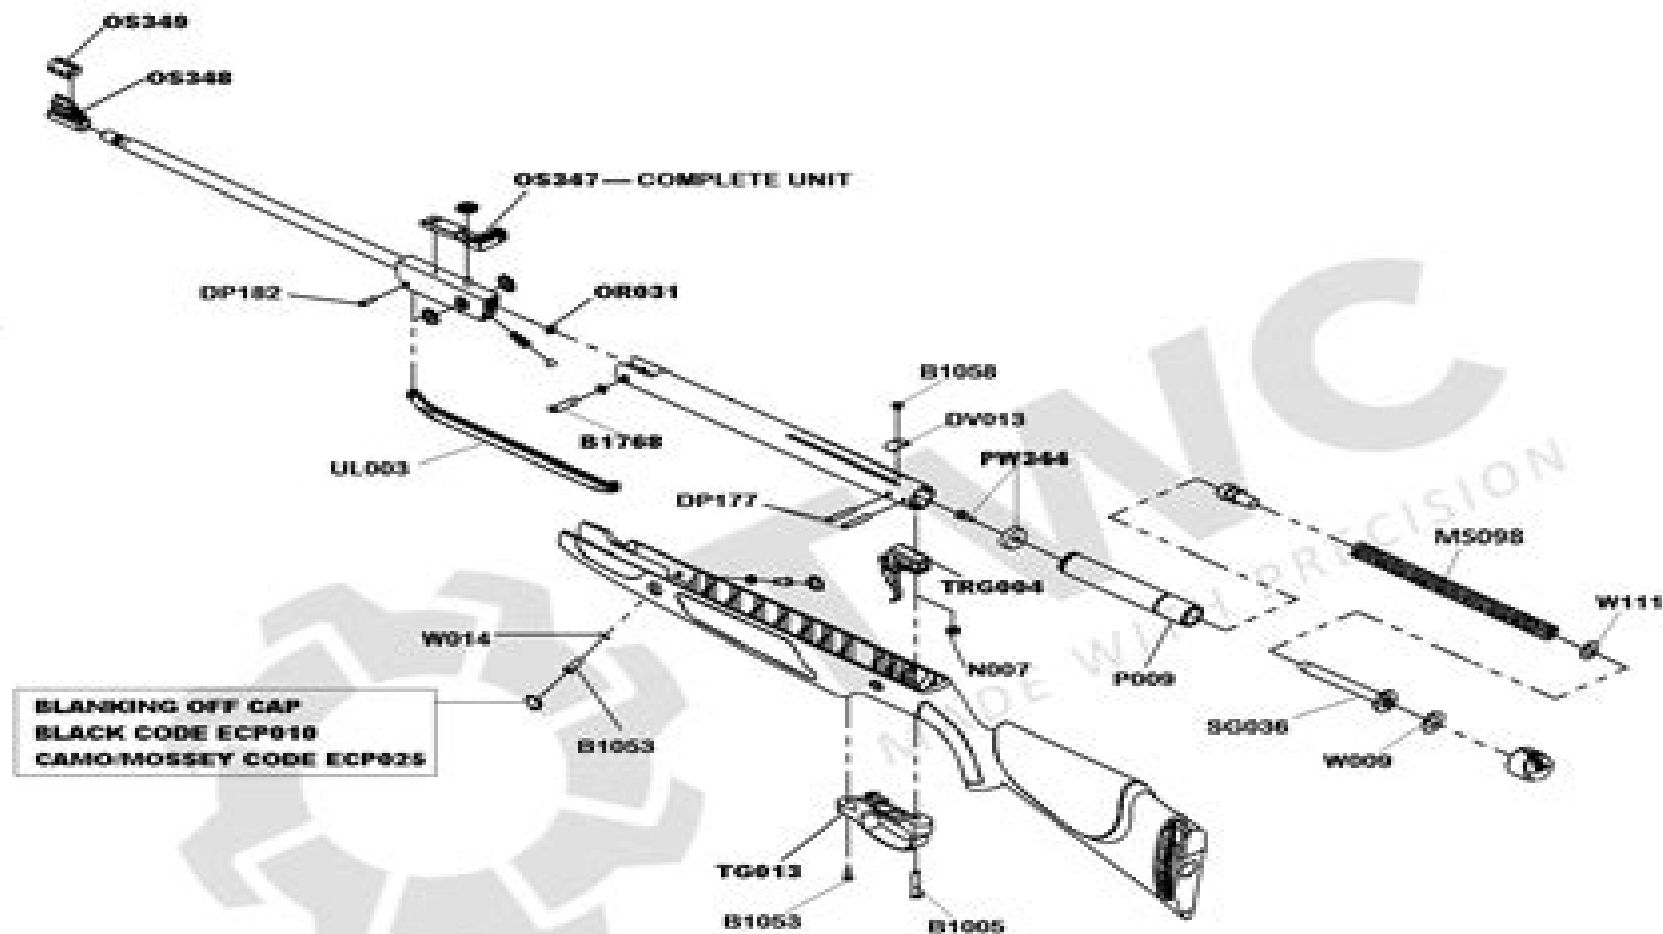 OS349
OS348
OS347—COMPLETE UNIT
DP182
OR031
B1058
DV013
B1768
PW344
UL003
DP177
M5098
TRG004
W111
W014
N007
P009
BLANKING OFF CAP
BLACK CODE ECP010
CAMO/MOSSEY CODE ECP025
B1053
SG036
W009
TG013
B1053
B1005
TWC
MADE WITH PRECISION